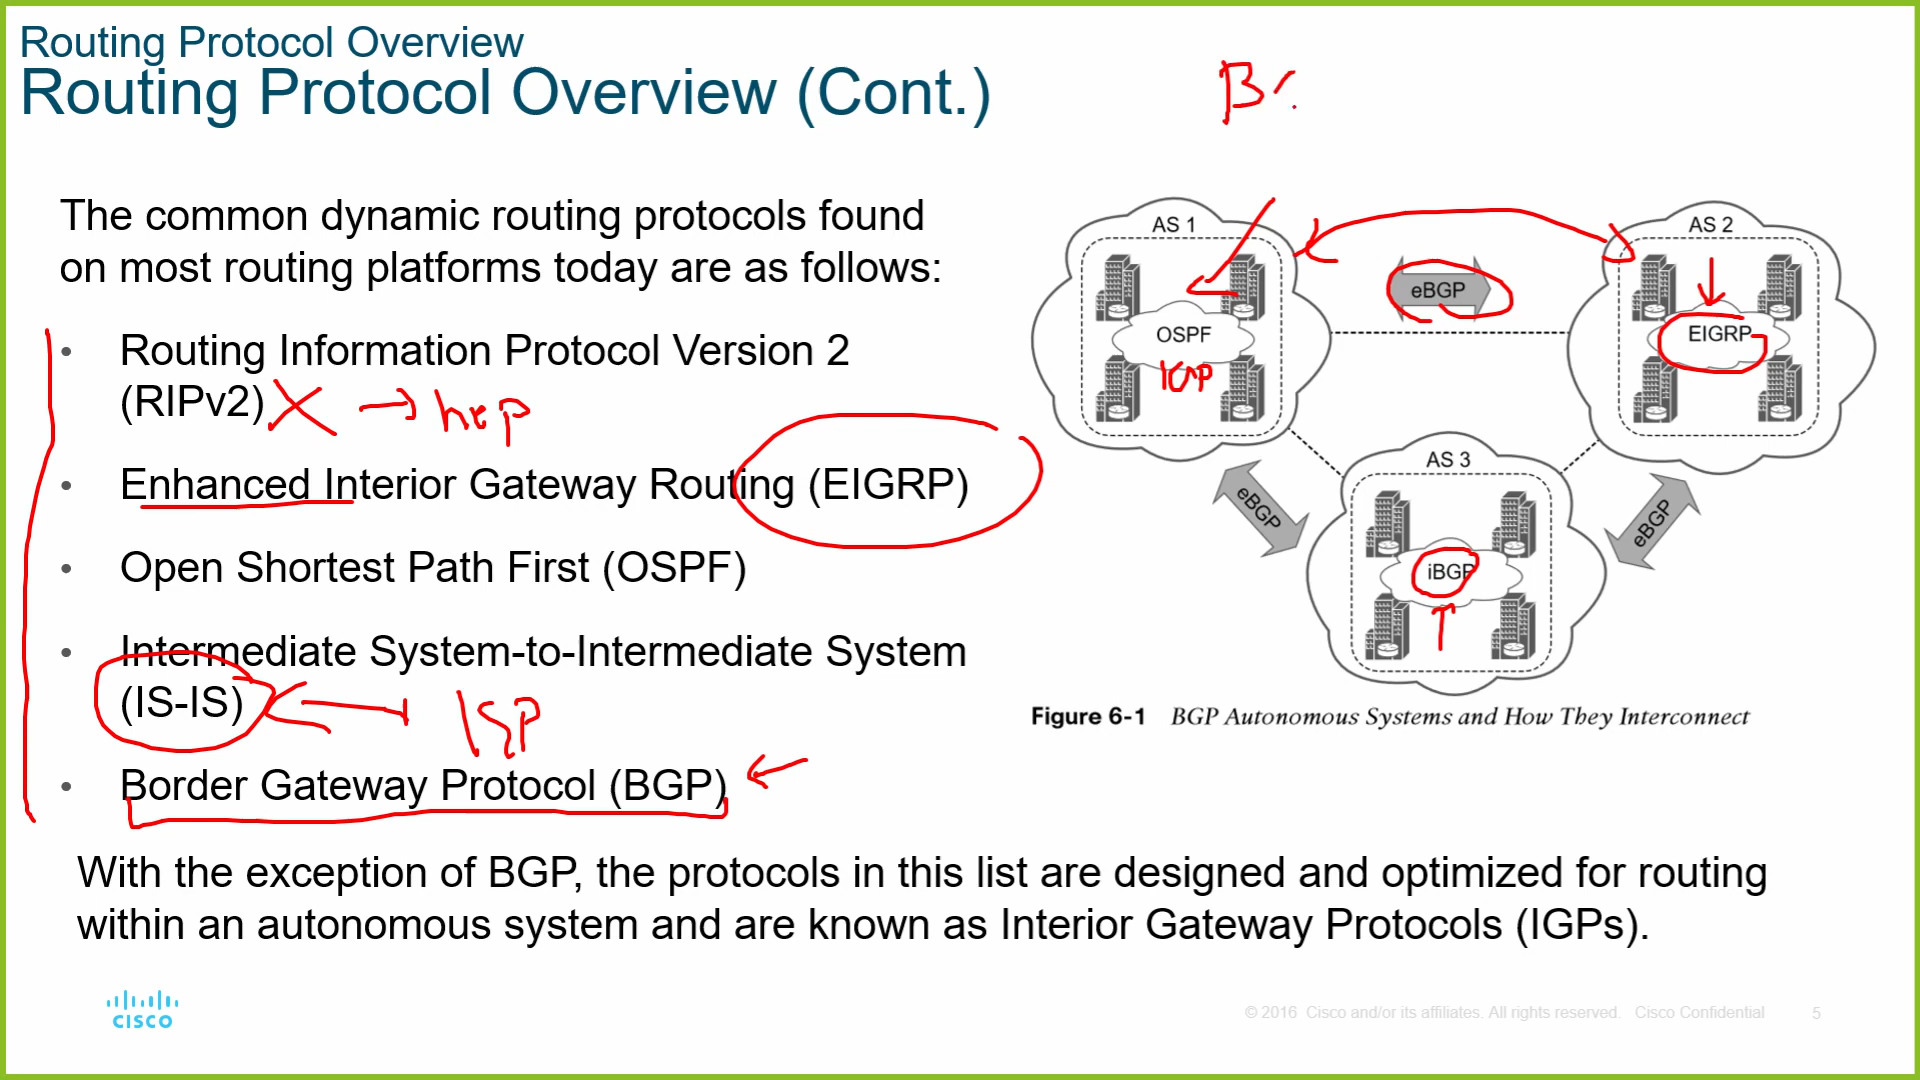 Routing Protocol Overview
Routing Protocol Overview (Cont.)
The common dynamic routing protocols found
on most routing platforms today are as follows:
• Routing Information Protocol Version 2
(RIPv2)
• Enhanced Interior Gateway Routing (EIGRP)
• Open Shortest Path First (OSPF)
• Intermediate System-to-Intermediate System
(IS-IS)
ISP
• Border Gateway Protocol (BGP)
AS 1
OSPF
IGP
eBGP
AS 2
EIGRP
eBGP
AS 3
iBGP
eBGP
Figure 6-1 BGP Autonomous Systems and How They Interconnect
With the exception of BGP, the protocols in this list are designed and optimized for routing
within an autonomous system and are known as Interior Gateway Protocols (IGPs).
CISCO
© 2016 Cisco and/or its affiliates. All rights reserved. Cisco Confidential 5